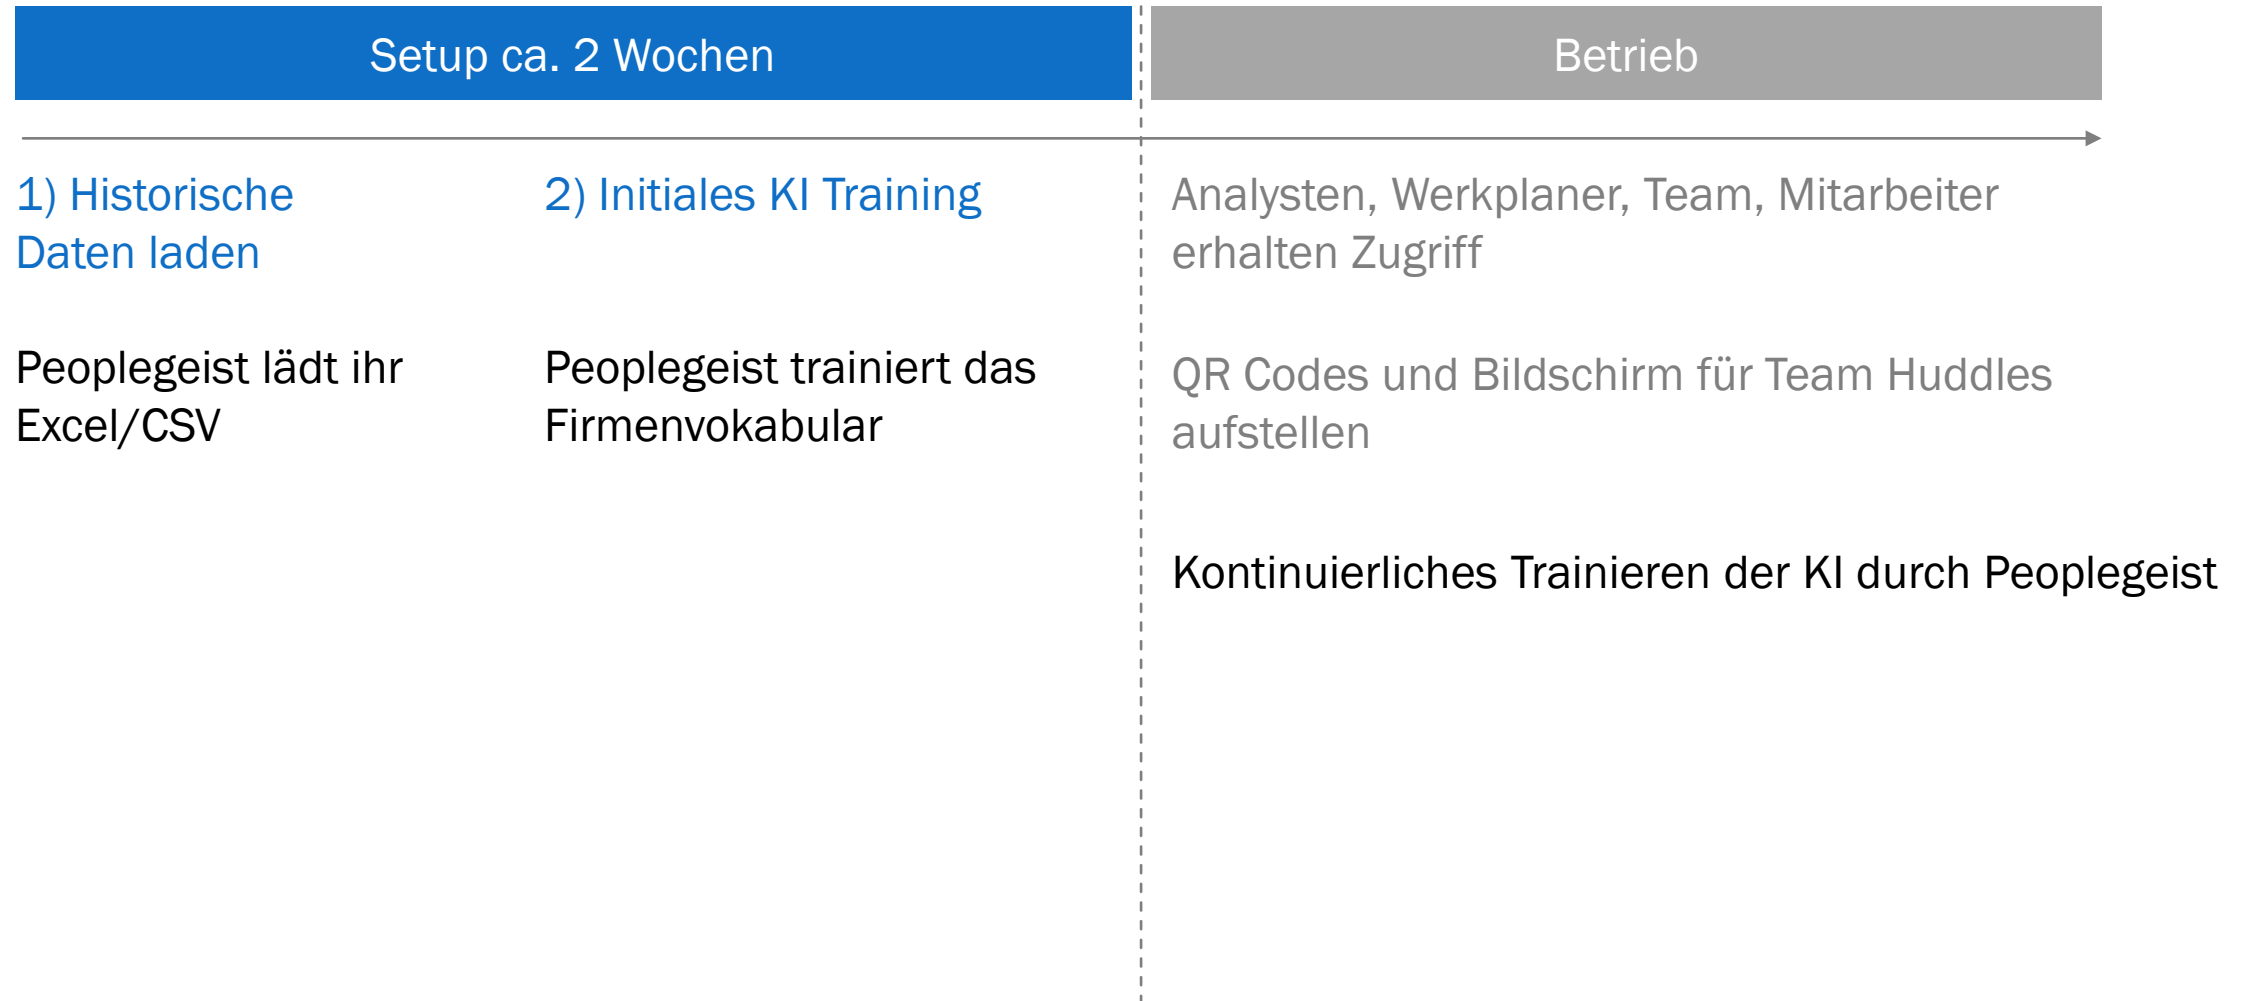 Setup ca. 2 Wochen
Betrieb
1) Historische
Daten laden
Peoplegeist lädt ihr
Excel/CSV
2) Initiales KI Training
Peoplegeist trainiert das
Firmenvokabular
Analysten, Werkplaner, Team, Mitarbeiter
erhalten Zugriff
QR Codes und Bildschirm für Team Huddles
aufstellen
Kontinuierliches Trainieren der KI durch Peoplegeist